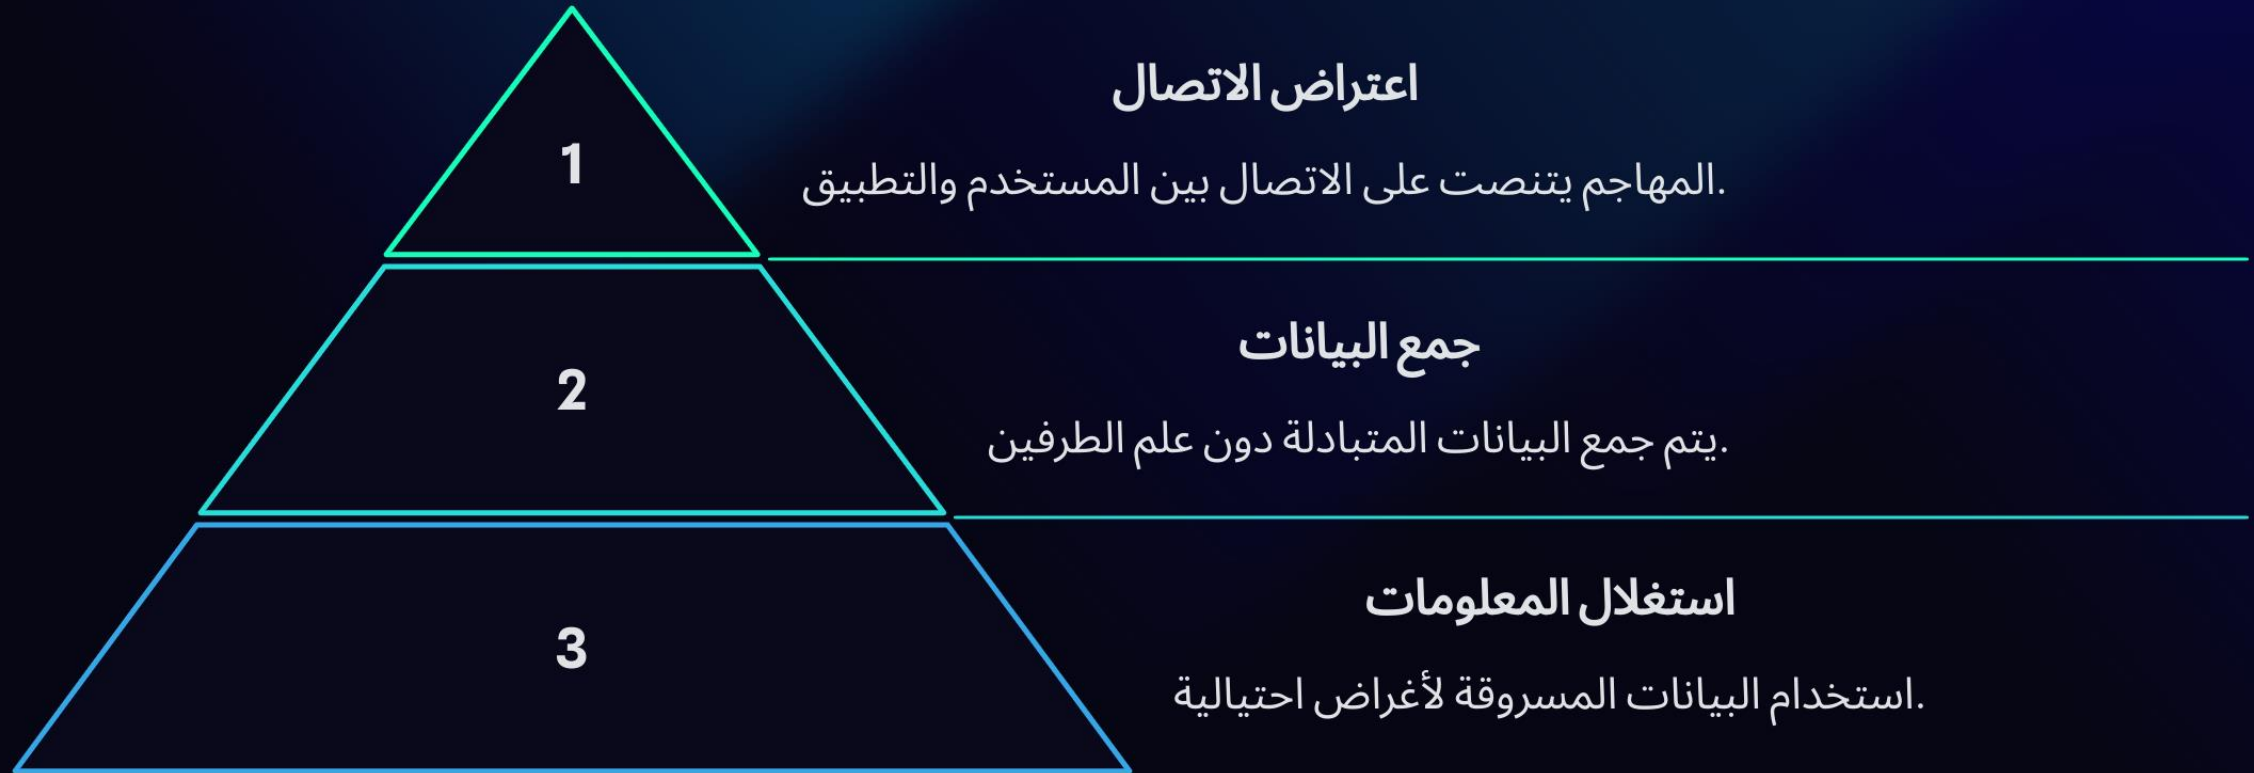 1
اعتراض الاتصال
المهاجم يتنصت على الاتصال بين المستخدم والتطبيق.
2
جمع البيانات
يتم جمع البيانات المتبادلة دون علم الطرفين.
3
استغلال المعلومات
استخدام البيانات المسروقة لأغراض احتيالية.